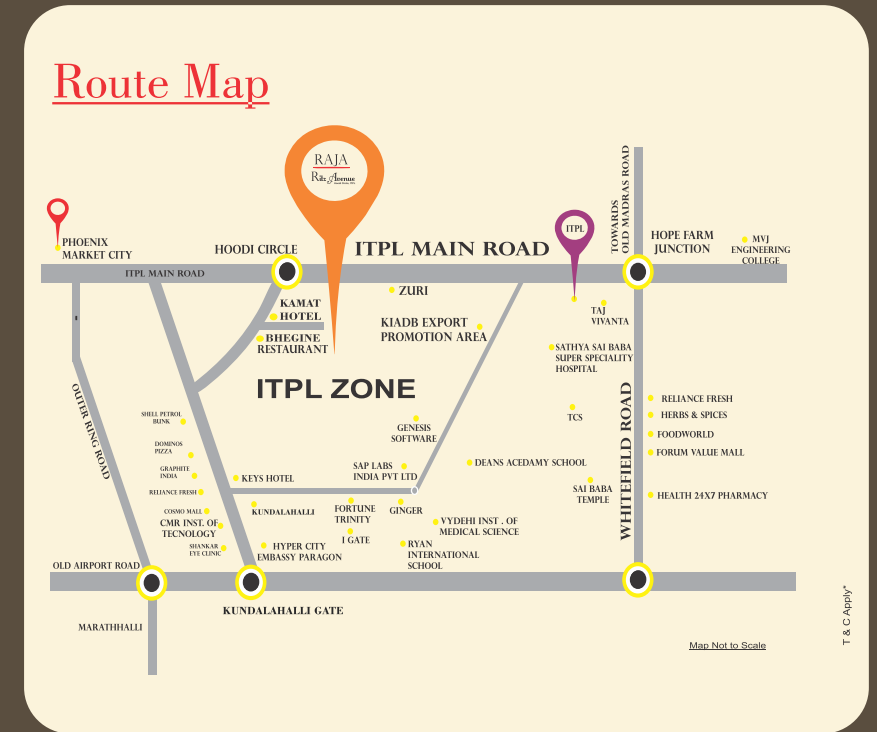 Route Map
RAJA
Ritz Avenue
ITPL
TOWARDS
OLD MADRAS ROAD
PHOENIX
MARKET CITY
HOODI CIRCLE
ITPL MAIN ROAD
HOPE FARM
JUNCTION
MVJ
ENGINEERING
COLLEGE
ITPL MAIN ROAD
KAMAT
HOTEL
BHEGINE
RESTAURANT
ZURI
KIADB EXPORT
PROMOTION AREA
TAJ
VIVANTA
SATHYA SAI BABA
SUPER SPECIALITY
HOSPITAL
ITPL ZONE
OUTER RING ROAD
WHITEFIELD ROAD
RELIANCE FRESH
HERBS & SPICES
FOODWORLD
FORUM VALUE MALL
HEALTH 24X7 PHARMACY
SHELL PETROL
BUNK
DOMINOS
PIZZA
GRAPHITE
INDIA
RELIANCE FRESH
COSMO MALL
CMR INST. OF
TECNOLOGY
SHANKAR
EYE CLINIC
GENESIS
SOFTWARE
TCS
SAP LABS
INDIA PVT LTD
DEANS ACEDAMY SCHOOL
KEYS HOTEL
SAI BABA
TEMPLE
KUNDALAHALLI
FORTUNE
TRINITY
GINGER
I GATE
VYDEHI INST . OF
MEDICAL SCIENCE
HYPER CITY
EMBASSY PARAGON
RYAN
INTERNATIONAL
SCHOOL
OLD AIRPORT ROAD
KUNDALAHALLI GATE
MARATHHALLI
Map Not to Scale
T & C Apply*